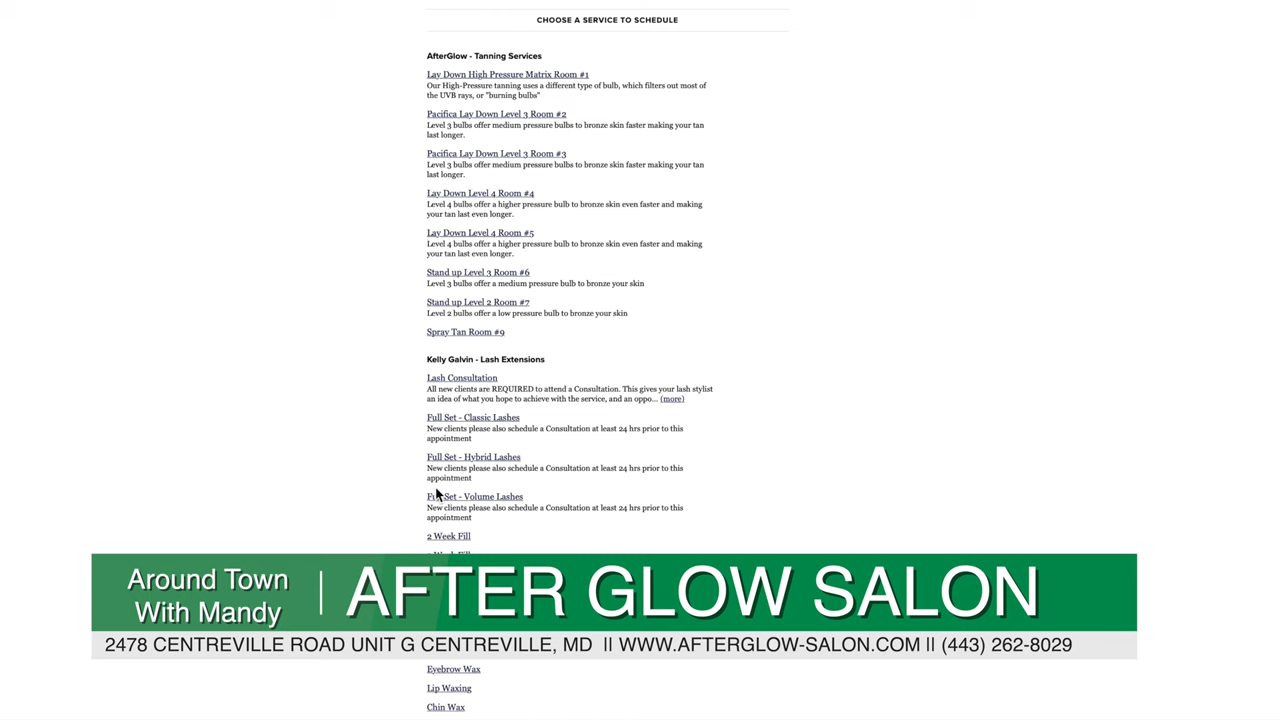 CHOOSE A SERVICE TO SCHEDULE
AfterGlow - Tanning Services
Lay Down High Pressure Matrix Room #1
Our High-Pressure tanning uses a different type of bulb, which filters out most of
the UVB rays, or "burning bulbs"
Pacifica Lay Down Level 3 Room #2
Level 3 bulbs offer medium pressure bulbs to bronze skin faster making your tan
last longer.
Pacifica Lay Down Level 3 Room #3
Level 3 bulbs offer medium pressure bulbs to bronze skin faster making your tan
last longer.
Lay Down Level 4 Room #4
Level 4 bulbs offer a higher pressure bulb to bronze skin even faster and making
your tan last even longer.
Lay Down Level 4 Room #5
Level 4 bulbs offer a higher pressure bulb to bronze skin even faster and making
your tan last even longer.
Stand up Level 3 Room #6
Level 3 bulbs offer a medium pressure bulb to bronze your skin
Stand up Level 2 Room #7
Level 2 bulbs offer a low pressure bulb to bronze your skin
Spray Tan Room #9
Kelly Galvin - Lash Extensions
Lash Consultation
All new clients are REQUIRED to attend a Consultation. This gives your lash stylist
an idea of what you hope to achieve with the service, and an oppo... (more)
Full Set - Classic Lashes
New clients please also schedule a Consultation at least 24 hrs prior to this
appointment
Full Set - Hybrid Lashes
New clients please also schedule a Consultation at least 24 hrs prior to this
appointment
Full Set - Volume Lashes
New clients please also schedule a Consultation at least 24 hrs prior to this
appointment
2 Week Fill
Around Town
With Mandy
AFTER GLOW SALON
2478 CENTREVILLE ROAD UNIT G CENTREVILLE, MD || WWW.AFTERGLOW-SALON.COM || (443) 262-8029
Eyebrow Wax
Lip Waxing
Chin Wax